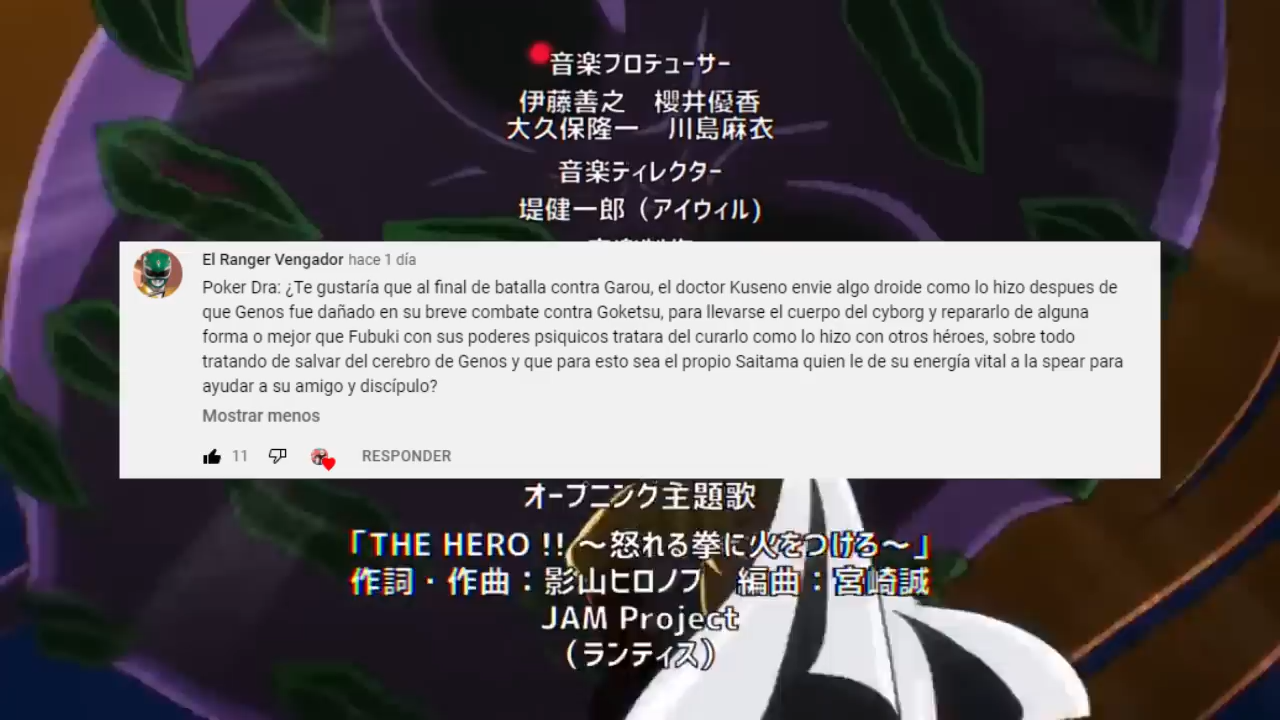 音楽プロデューサー
伊藤善之 櫻井優香
大久保隆一 川島麻衣
音楽ディレクター
堤健一郎（アイウィル）
El Ranger Vengador hace 1 día
Poker Dra: ¿Te gustaría que al final de batalla contra Garou, el doctor Kuseno envie algo droide como lo hizo despues de
que Genos fue dañado en su breve combate contra Goketsu, para llevarse el cuerpo del cyborg y repararlo de alguna
forma o mejor que Fubuki con sus poderes psiquicos tratara del curarlo como lo hizo con otros héroes, sobre todo
tratando de salvar del cerebro de Genos y que para esto sea el propio Saitama quien le de su energía vital a la spear para
ayudar a su amigo y discípulo?
Mostrar menos
11 RESPONDER
オープニング主題歌
「THE HERO !! ～怒れる拳に火をつける～」
作詞・作曲：影山ヒロノブ 編曲：宮崎誠
JAM Project
（ランティス）